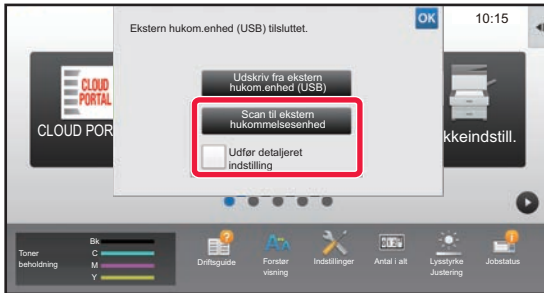 Ekstern hukom.enhed (USB) tilsluttet.
OK
10:15
Udskriv fra ekstern
hukom.enhed (USB)
Scan til ekstern
hukommelsesenhed
Udfør detaljeret
indstilling
CLOUD
PORTAL
CLOUD POR
kkeindstill.
Toner
beholdning
Bk
C
M
Y
Driftsguide
Forstør
visning
Indstillinger
Antal i alt
Lysstyrke
Justering
Jobstatus